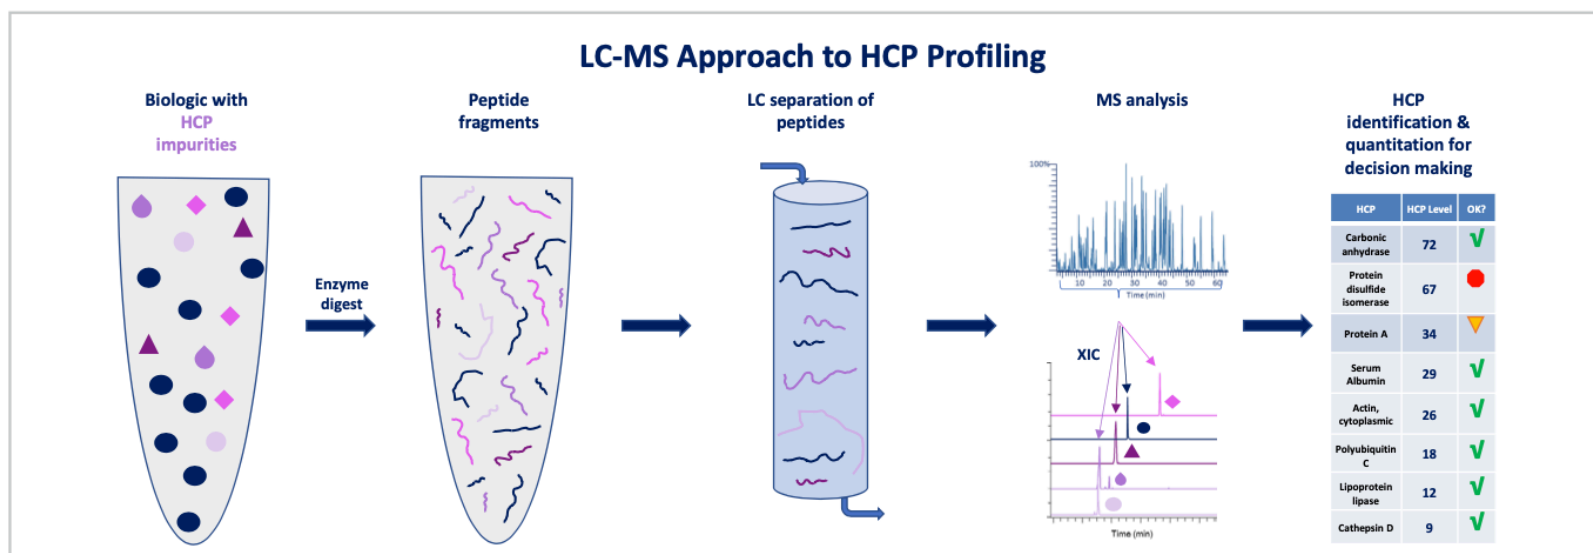 LC-MS Approach to HCP Profiling
Biologic with
HCP
impurities
Enzyme
digest
Peptide
fragments
LC separation of
peptides
MS analysis
100%
10 20 30 40 50 60
Time (min)
XIC
Time (min)
HCP
identification &
quantitation for
decision making
HCP HCP Level OK?
Carbonic
anhydrase 72 √
Protein
disulfide
isomerase 67
Protein A 34
Serum
Albumin 29 √
Actin,
cytoplasmic 26 √
Polyubiquitin
C 18 √
Lipoprotein
lipase 12 √
Cathepsin D 9 √